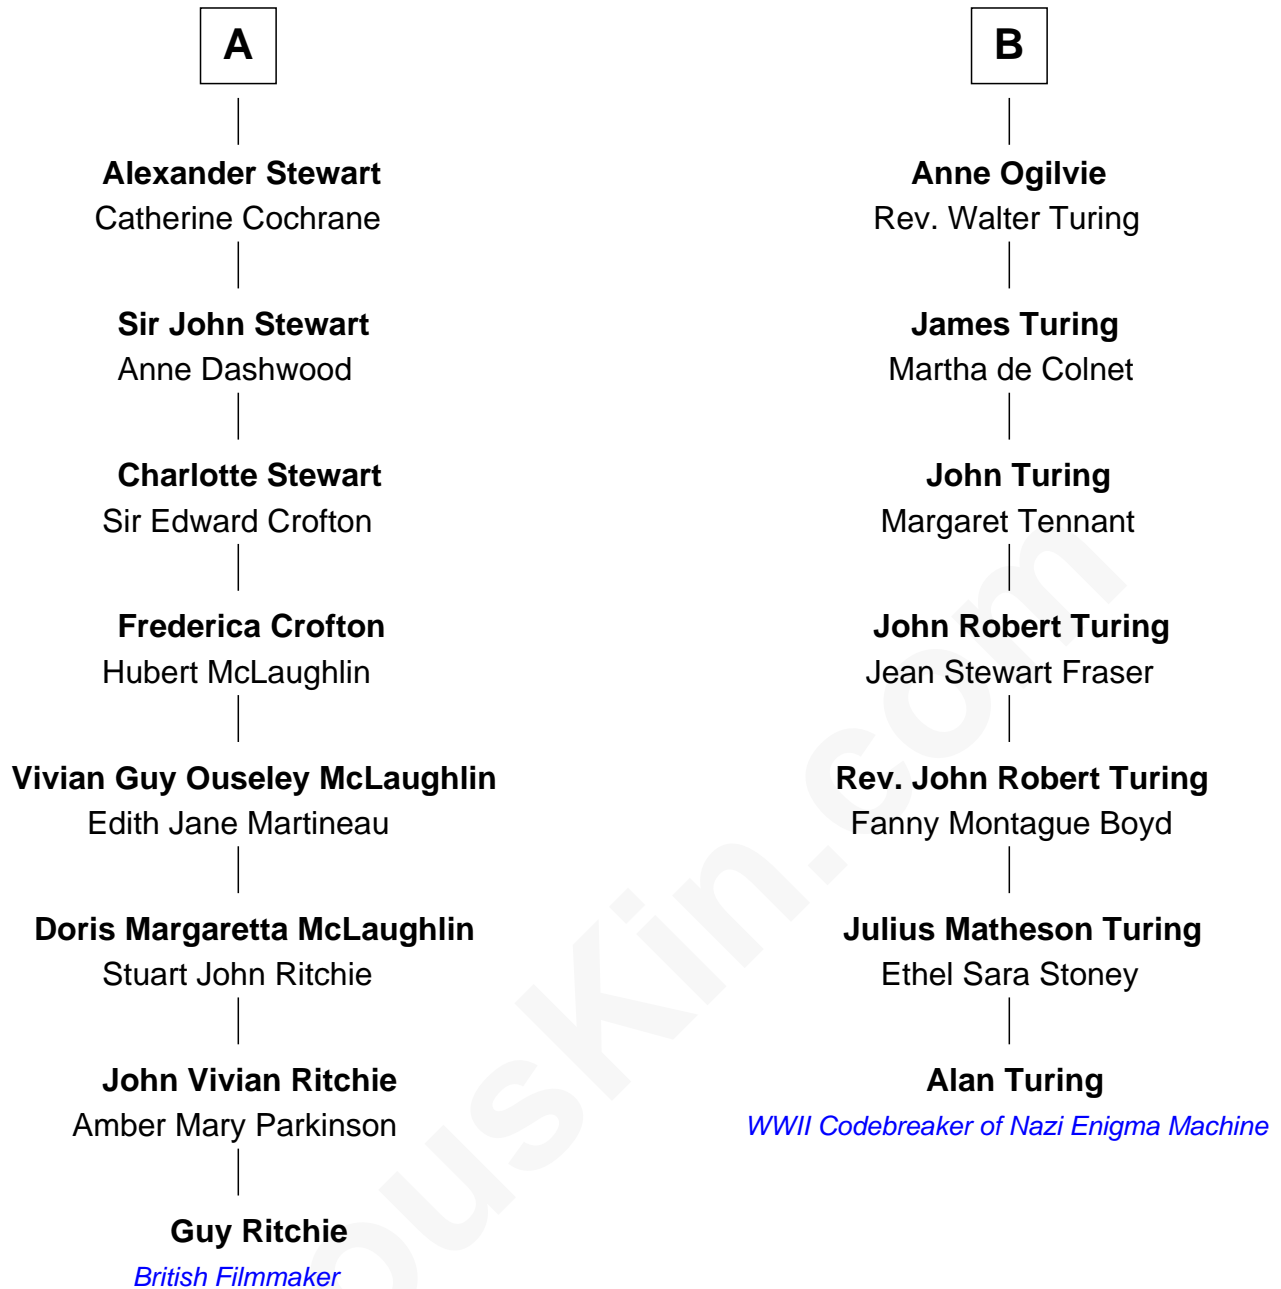 A
Alexander Stewart
Catherine Cochrane
Sir John Stewart
Anne Dashwood
Charlotte Stewart
Sir Edward Crofton
Frederica Crofton
Hubert McLaughlin
Vivian Guy Ouseley McLaughlin
Edith Jane Martineau
Doris Margaretta McLaughlin
Stuart John Ritchie
John Vivian Ritchie
Amber Mary Parkinson
Guy Ritchie
British Filmmaker
B
Anne Ogilvie
Rev. Walter Turing
James Turing
Martha de Colnet
John Turing
Margaret Tennant
John Robert Turing
Jean Stewart Fraser
Rev. John Robert Turing
Fanny Montague Boyd
Julius Matheson Turing
Ethel Sara Stoney
Alan Turing
WWII Codebreaker of Nazi Enigma Machine
ousKin.com